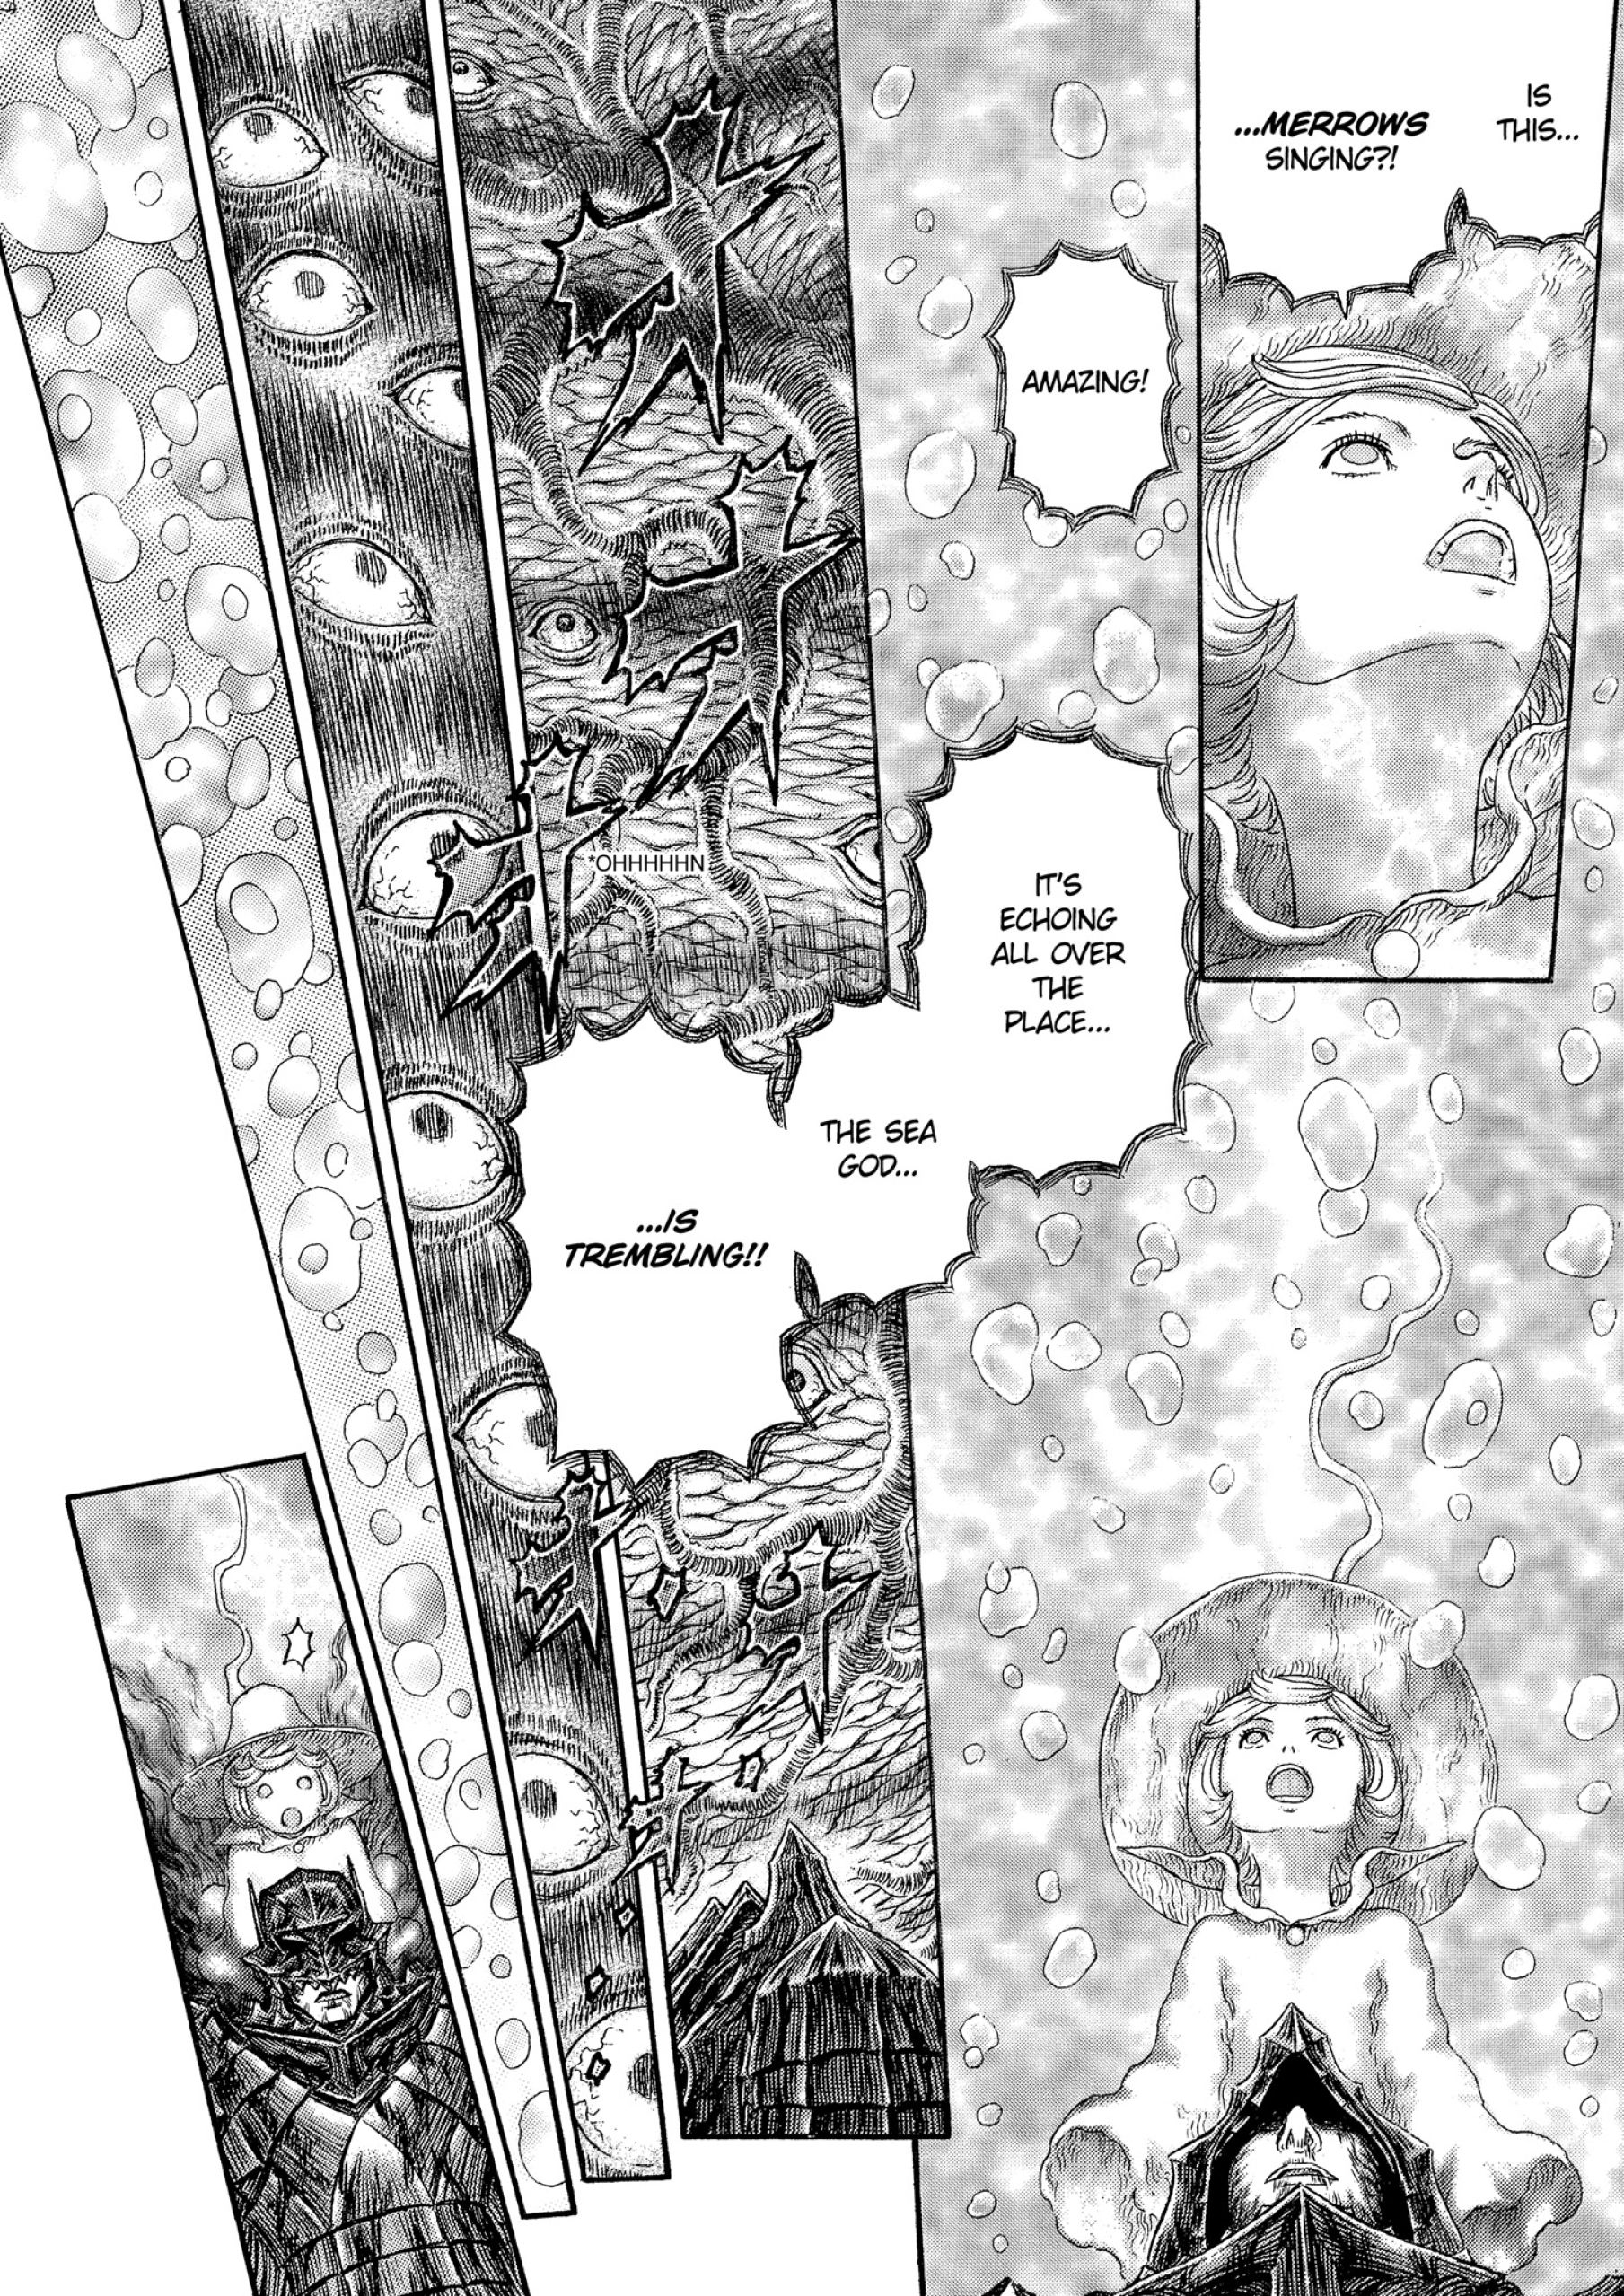 IS
THIS...
...MERROWS
SINGING?!
AMAZING!
IT'S
ECHOING
ALL OVER
THE
PLACE...
THE SEA
GOD...
...IS
TREMBLING!!
*OHHHHHN